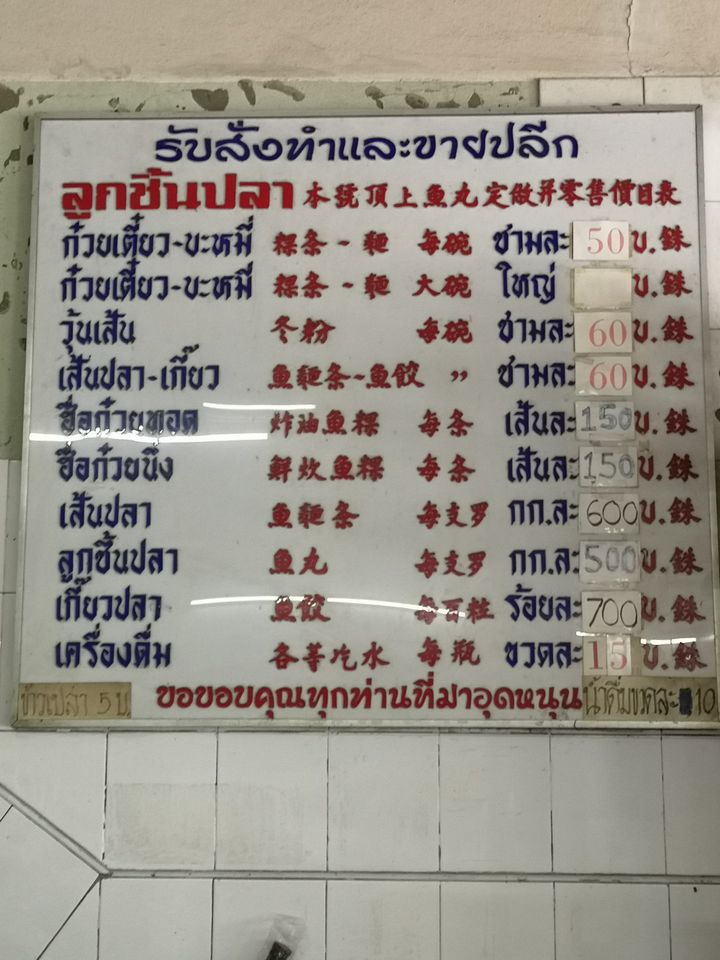 รับสั่งทำและขายปลีก
ลูกชิ้นปลา 本號頂上魚丸定做并零售價目表
ก๋วยเตี๋ยว-บะหมี่ 粿条-麵 每碗 ชามละ 50 บ. 銖
ก๋วยเตี๋ยว-บะหมี่ 粿条-麵 大碗 ใหญ่ บ. 銖
วุ้นเส้น 冬粉 每碗 ชามละ 60 บ. 銖
เส้นปลา-เกี๊ยว 魚麵条-魚餃 〃 ชามละ 60 บ. 銖
ฮื่อก๋วยทอด 炸油魚粿 每条 เส้นละ 150 บ. 銖
ฮื่อก๋วยนึ่ง 鮮炊魚粿 每条 เส้นละ 150 บ. 銖
เส้นปลา 魚麵条 每支罗 กก.ละ 600 บ. 銖
ลูกชิ้นปลา 魚丸 每支罗 กก.ละ 500 บ. 銖
เกี๊ยวปลา 魚餃 每百粒 ร้อยละ 700 บ. 銖
เครื่องดื่ม 各等汽水 每瓶 ขวดละ 15 บ. 銖
ข้าวเปล่า 5 บ. ขอขอบคุณทุกท่านที่มาอุดหนุน น้ำดื่มขวดละ 10